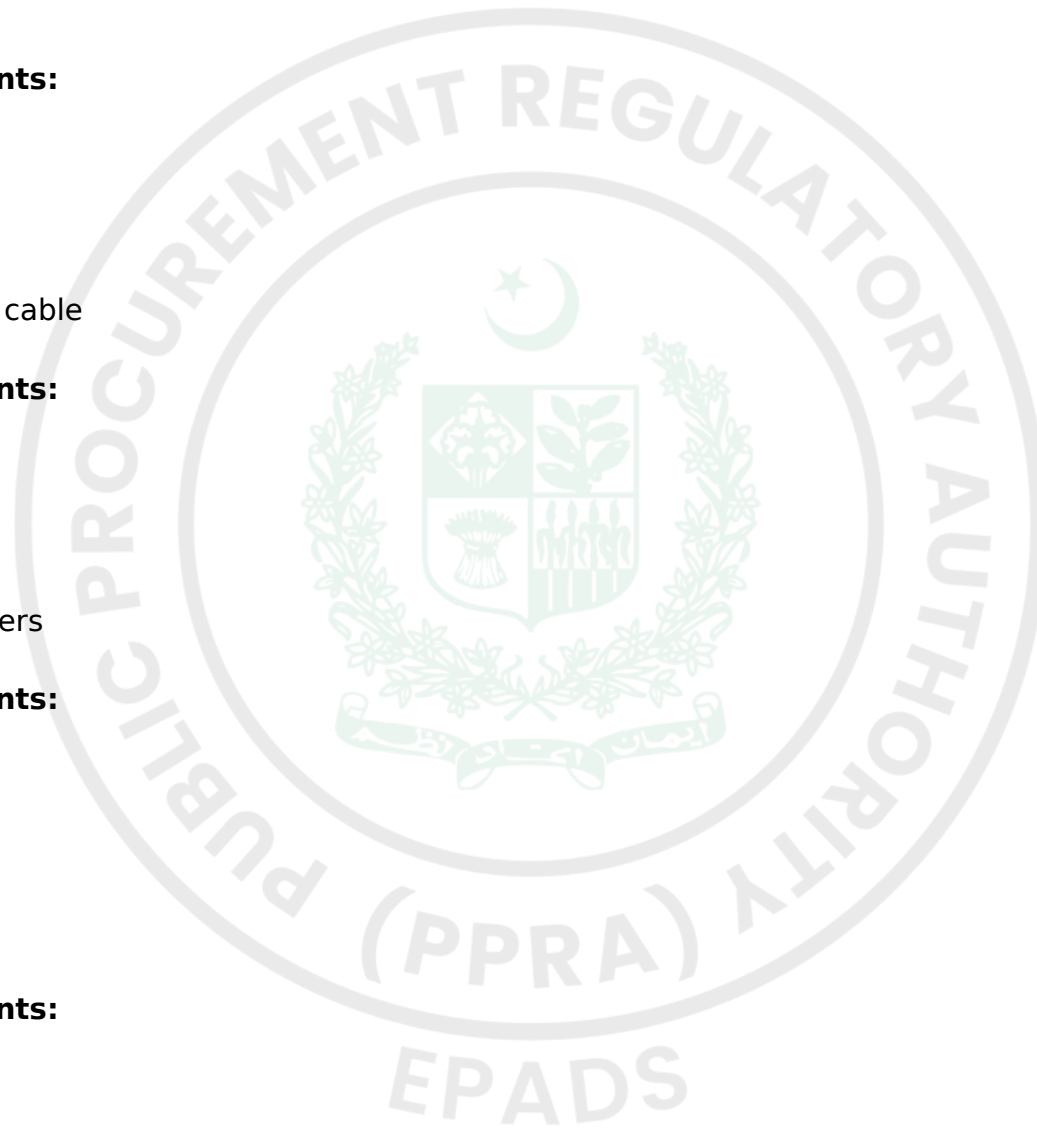 nts:
cable
nts:
ers
nts:
nts:
PUBLIC PROCUREMENT REGULATORY AUTHORITY
(PPRA)
EPADS